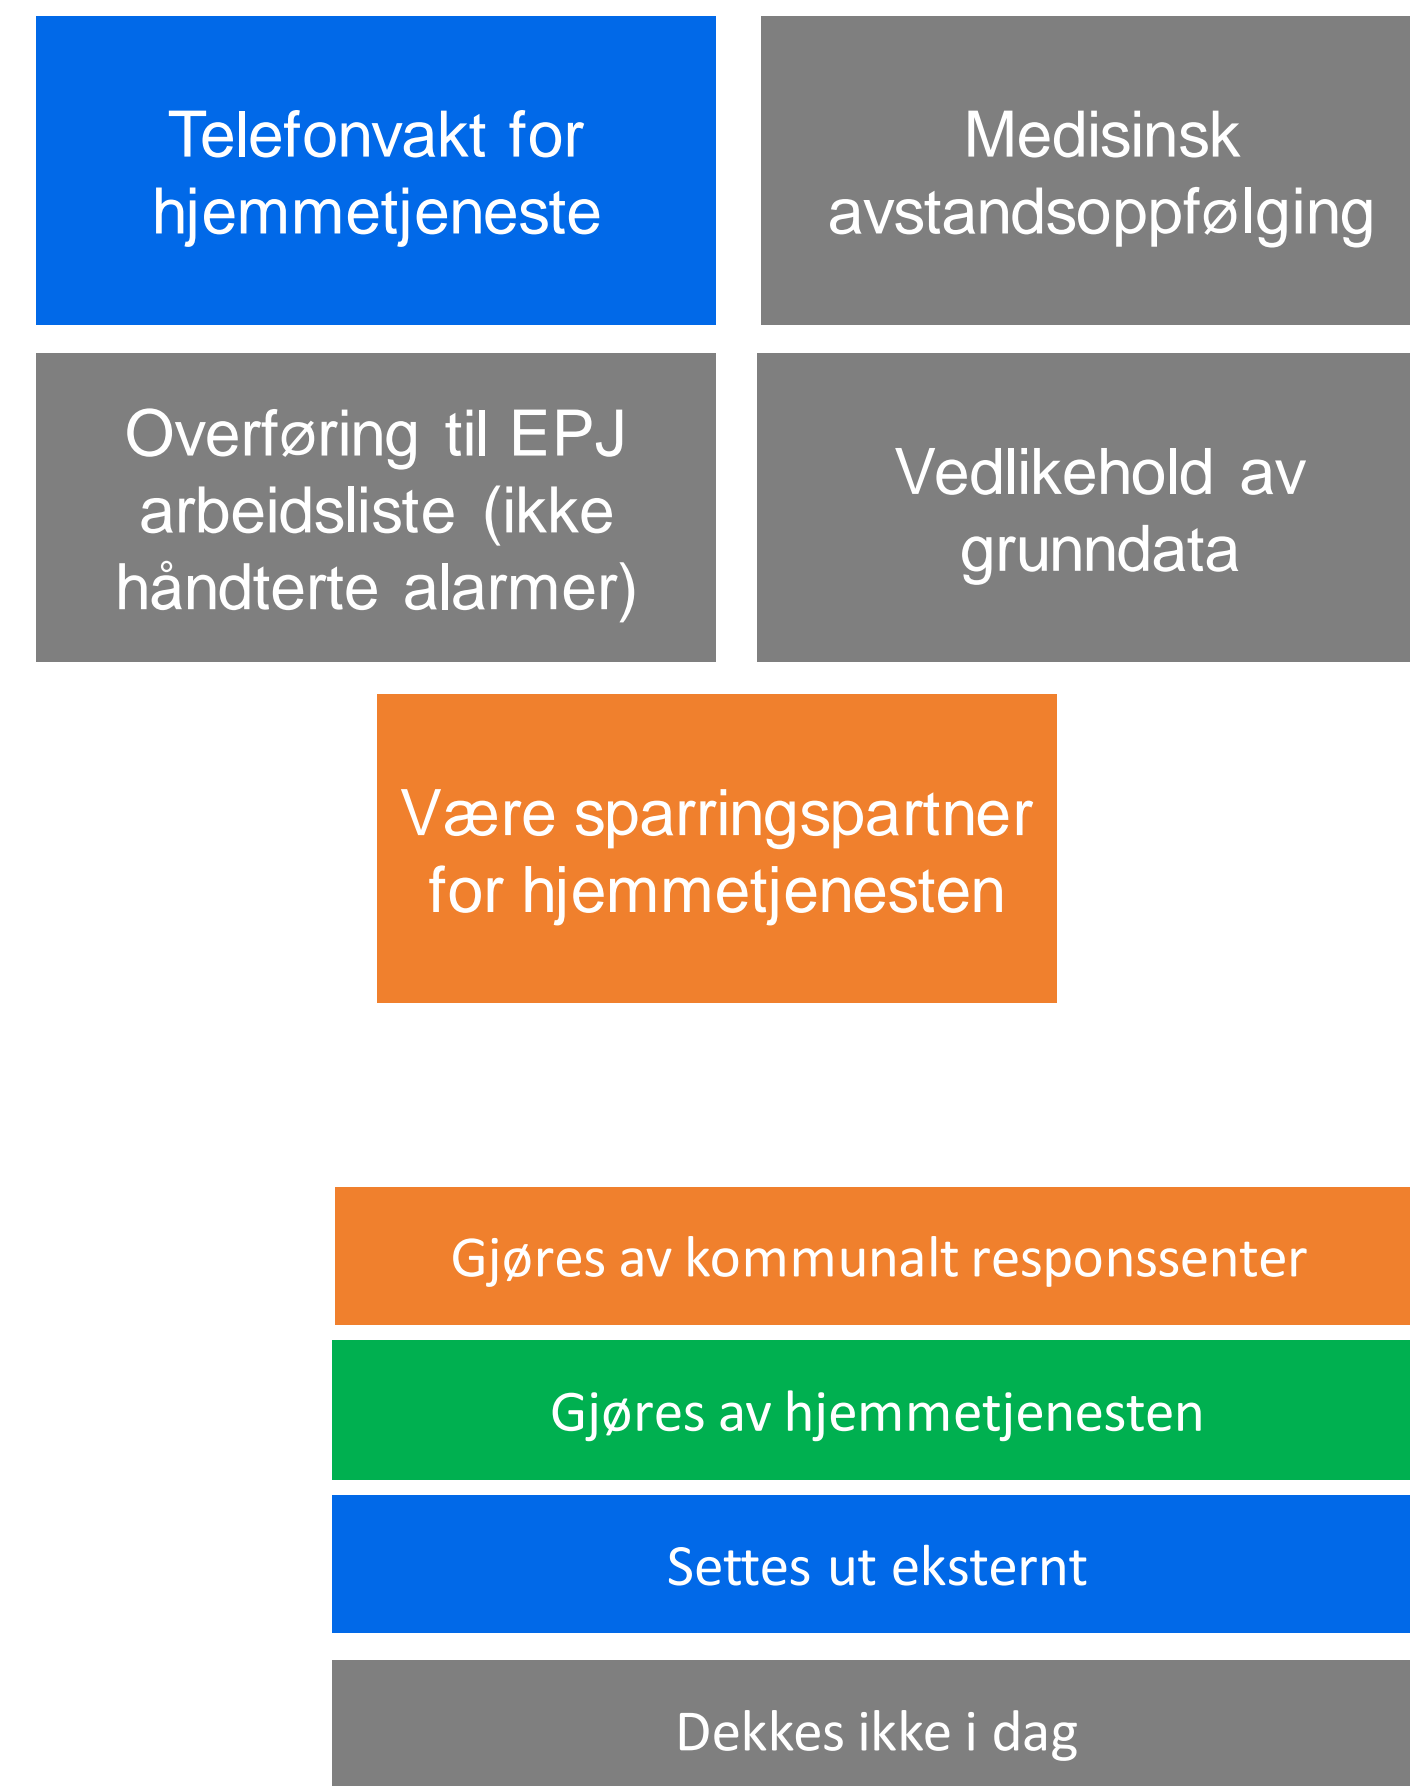 Telefonvakt for
hjemmetjeneste
Medisinsk
avstandsoppfølging
Overføring til EPJ
arbeidsliste (ikke
håndterte alarmer)
Vedlikehold av
grunndata
Være sparringspartner
for hjemmetjenesten
Gjøres av kommunalt responssenter
Gjøres av hjemmetjenesten
Settes ut eksternt
Dekkes ikke i dag